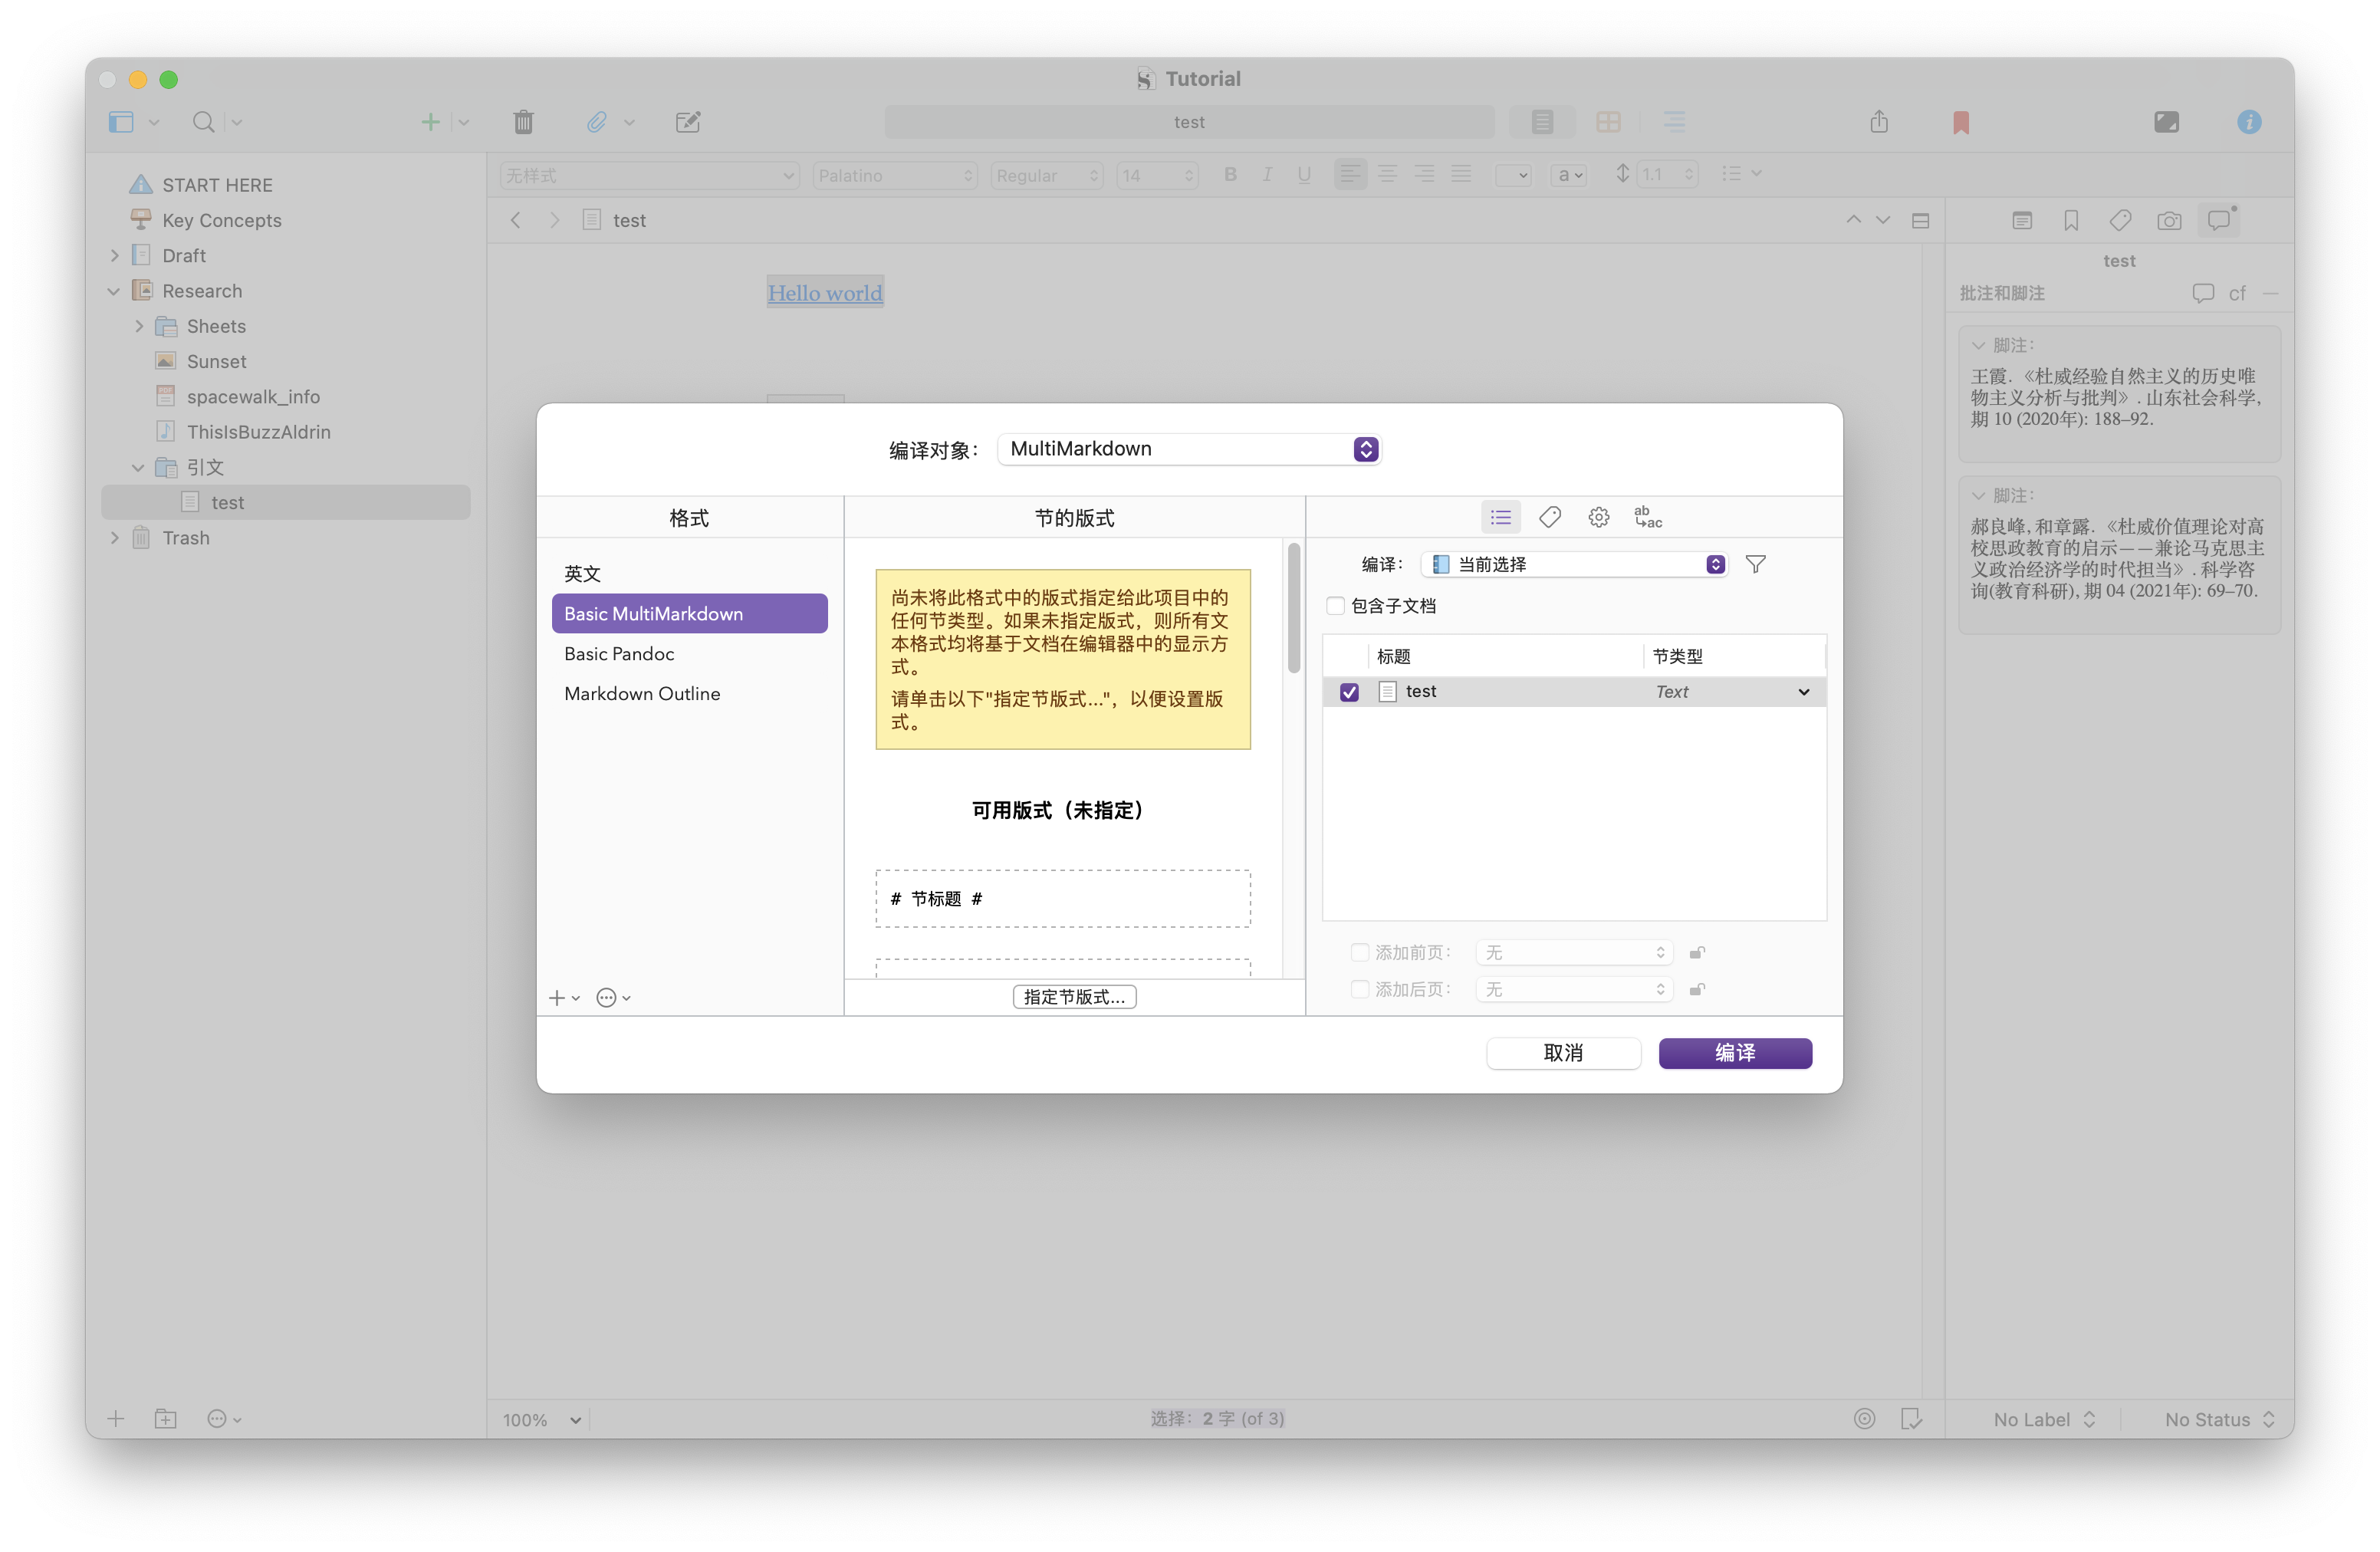 Tutorial
test
START HERE
Key Concepts
Draft
Research
Sheets
Sunset
spacewalk_info
ThisIsBuzzAldrin
引文
test
Trash
无样式
Palatino
Regular
14
B
I
U
a
1.1
test
Hello world
test
批注和脚注
cf
脚注：
王霞.《杜威经验自然主义的历史唯
物主义分析与批判》. 山东社会科学,
期 10 (2020年): 188–92.
脚注：
郝良峰, 和章露.《杜威价值理论对高
校思政教育的启示——兼论马克思主
义政治经济学的时代担当》. 科学咨
询(教育科研), 期 04 (2021年): 69–70.
编译对象：
MultiMarkdown
格式
英文
Basic MultiMarkdown
Basic Pandoc
Markdown Outline
节的版式
尚未将此格式中的版式指定给此项目中的
任何节类型。如果未指定版式，则所有文
本格式均将基于文档在编辑器中的显示方
式。
请单击以下"指定节版式..."，以便设置版
式。
可用版式（未指定）
# 节标题 #
指定节版式...
ab
ac
编译：
当前选择
包含子文档
标题
节类型
test
Text
添加前页：
无
添加后页：
无
取消
编译
100%
选择：2 字 (of 3)
No Label
No Status